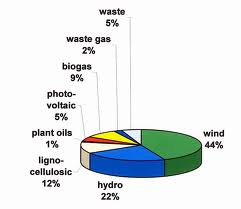 waste
5%
waste gas
2%
biogas
9%
photo-
voltaic
5%
plant oils
1%
ligno-
cellulosic
12%
hydro
22%
wind
44%